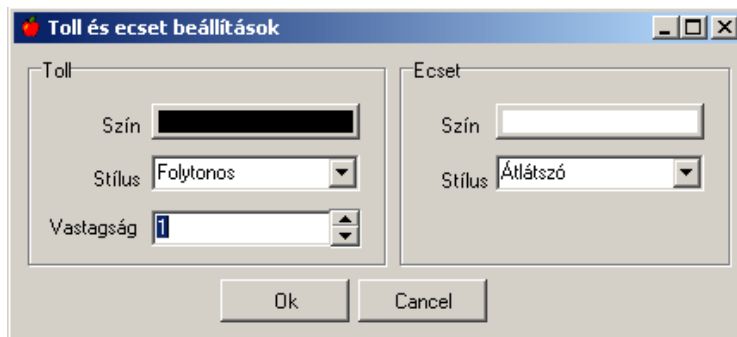 Toll és ecset beállítások
Toll
Szín
Stílus Folytonos
Vastagság 1
Ecset
Szín
Stílus Átlátszó
Ok Cancel